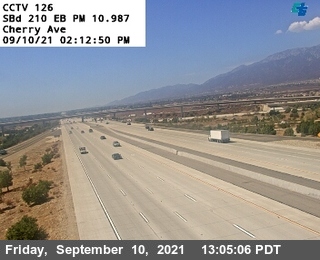 CCTV 126
SBd 210 EB PM 10.987
Cherry Ave
09/10/21 02:12:50 PM
Friday, September 10, 2021 13:05:06 PDT